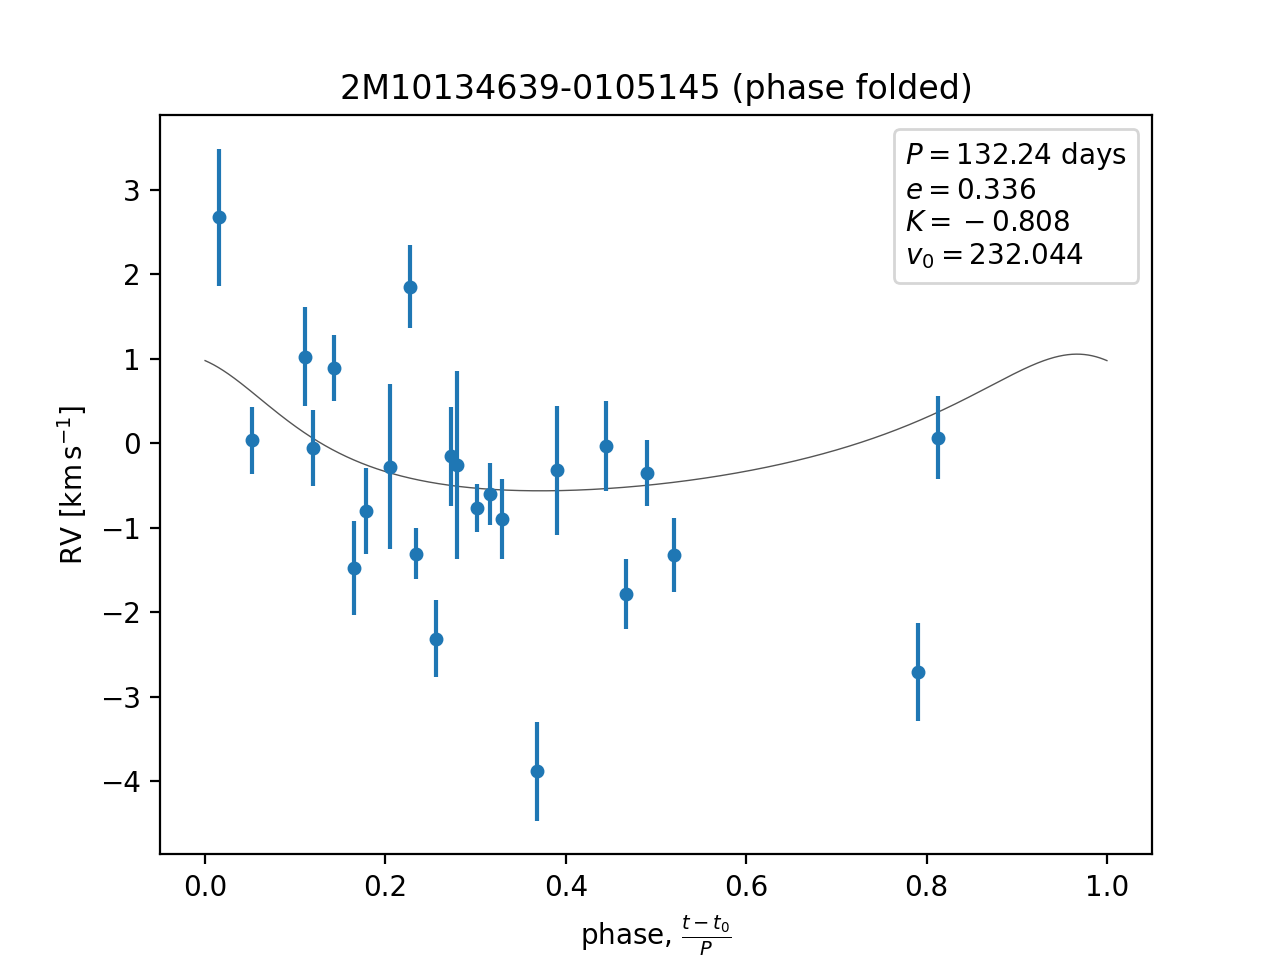 2M10134639-0105145 (phase folded)
P = 132.24 days
e = 0.336
K = −0.808
v₀ = 232.044
RV [km s⁻¹]
3
2
1
0
−1
−2
−3
−4
0.0 0.2 0.4 0.6 0.8 1.0
phase, (t − t₀)/P